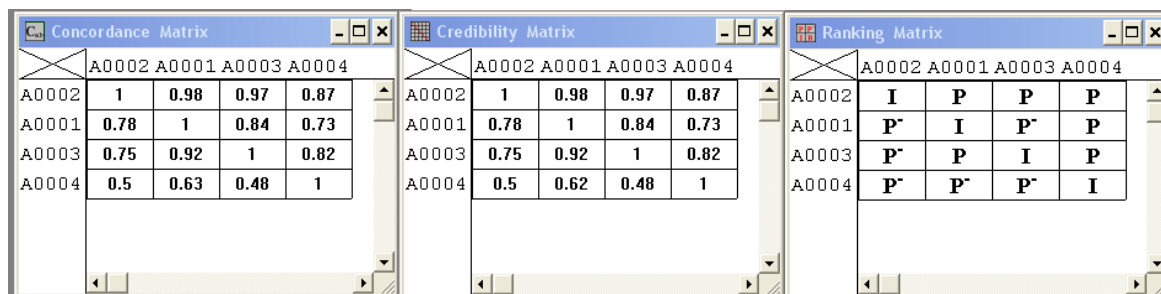 Cab Concordance Matrix
A0002 A0001 A0003 A0004
A0002 1 0.98 0.97 0.87
A0001 0.78 1 0.84 0.73
A0003 0.75 0.92 1 0.82
A0004 0.5 0.63 0.48 1
Credibility Matrix
A0002 A0001 A0003 A0004
A0002 1 0.98 0.97 0.87
A0001 0.78 1 0.84 0.73
A0003 0.75 0.92 1 0.82
A0004 0.5 0.62 0.48 1
Ranking Matrix
A0002 A0001 A0003 A0004
A0002 I P P P
A0001 P⁻ I P⁻ P
A0003 P⁻ P I P
A0004 P⁻ P⁻ P⁻ I